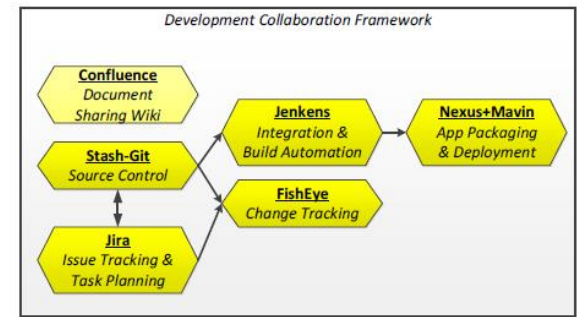 Development Collaboration Framework
Confluence
Document
Sharing Wiki
Stash-Git
Source Control
Jira
Issue Tracking &
Task Planning
Jenkens
Integration &
Build Automation
FishEye
Change Tracking
Nexus+Mavin
App Packaging
& Deployment